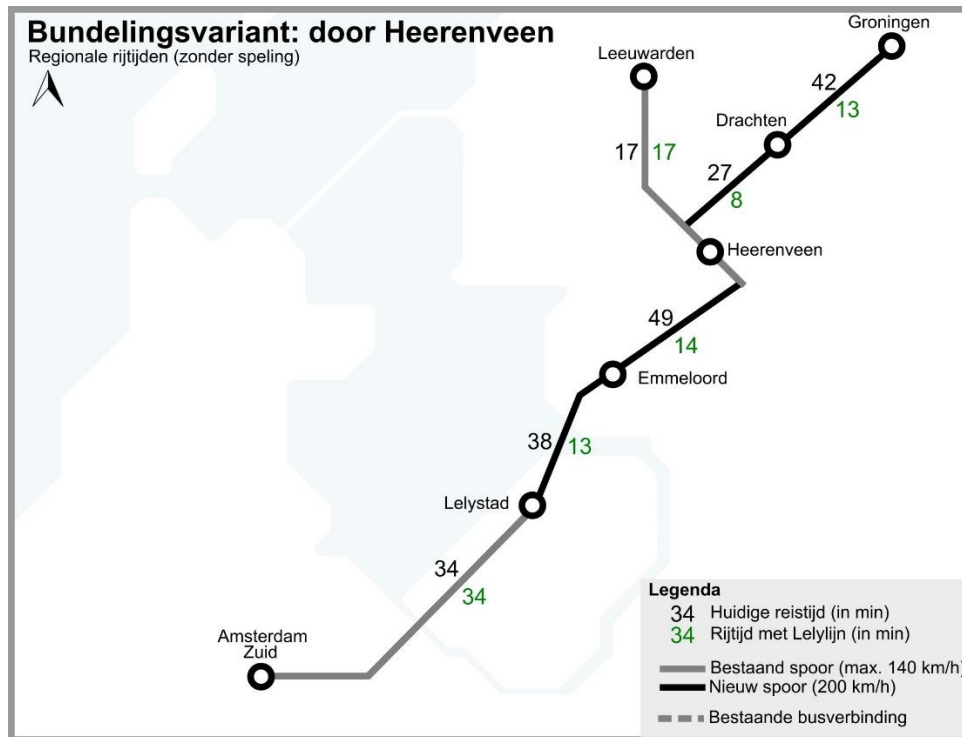 Bundelingsvariant: door Heerenveen
Regionale rijtijden (zonder speling)
Groningen
Leeuwarden
42
13
Drachten
17 17
27
8
Heerenveen
49
14
Emmeloord
38 13
Lelystad
34
34
Amsterdam
Zuid
Legenda
34 Huidige reistijd (in min)
34 Rijtijd met Lelylijn (in min)
Bestaand spoor (max. 140 km/h)
Nieuw spoor (200 km/h)
Bestaande busverbinding